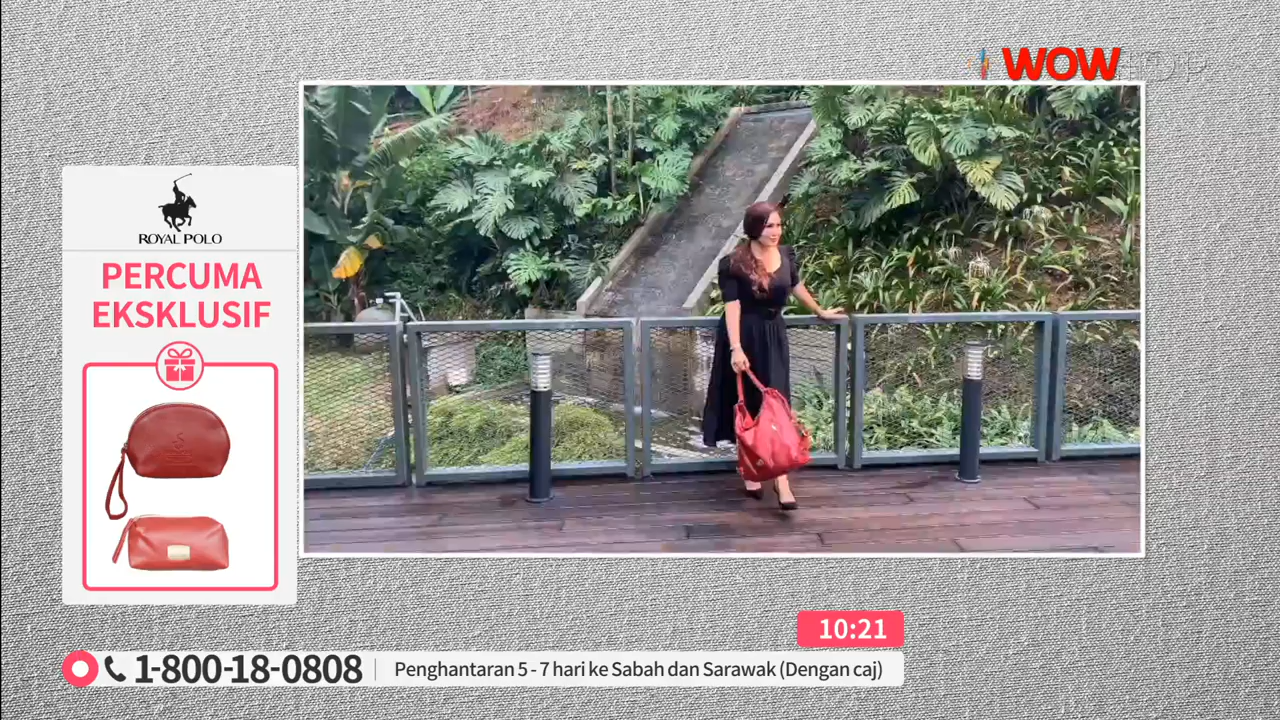 WOW
ROYAL POLO
PERCUMA
EKSKLUSIF
10:21
1-800-18-0808
Penghantaran 5 - 7 hari ke Sabah dan Sarawak (Dengan caj)